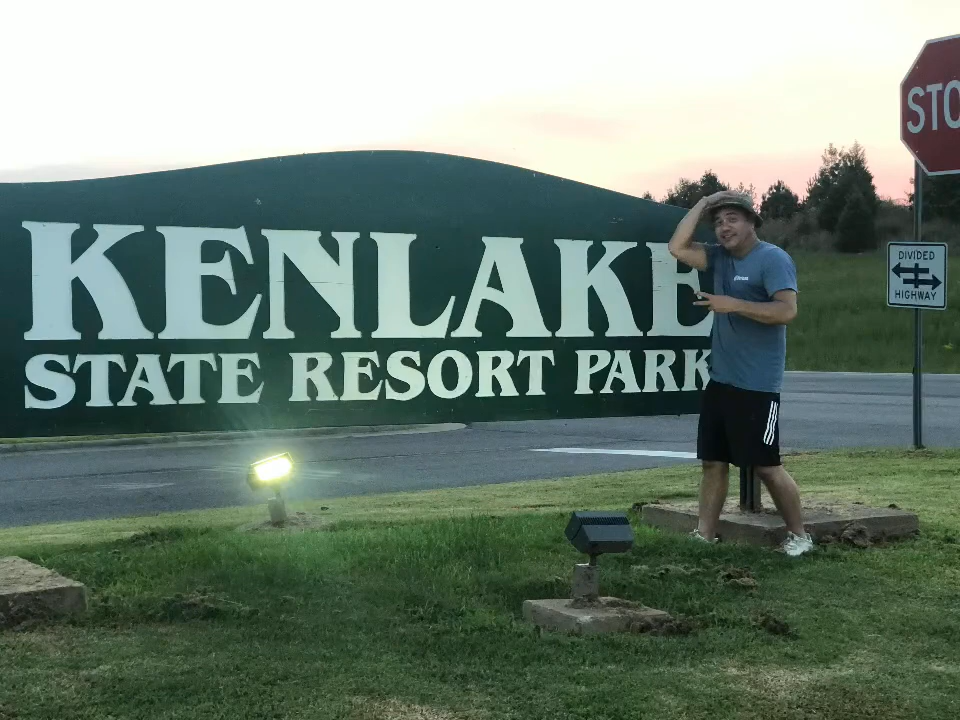 KENLAKE
STATE RESORT PARK
STO
DIVIDED
HIGHWAY